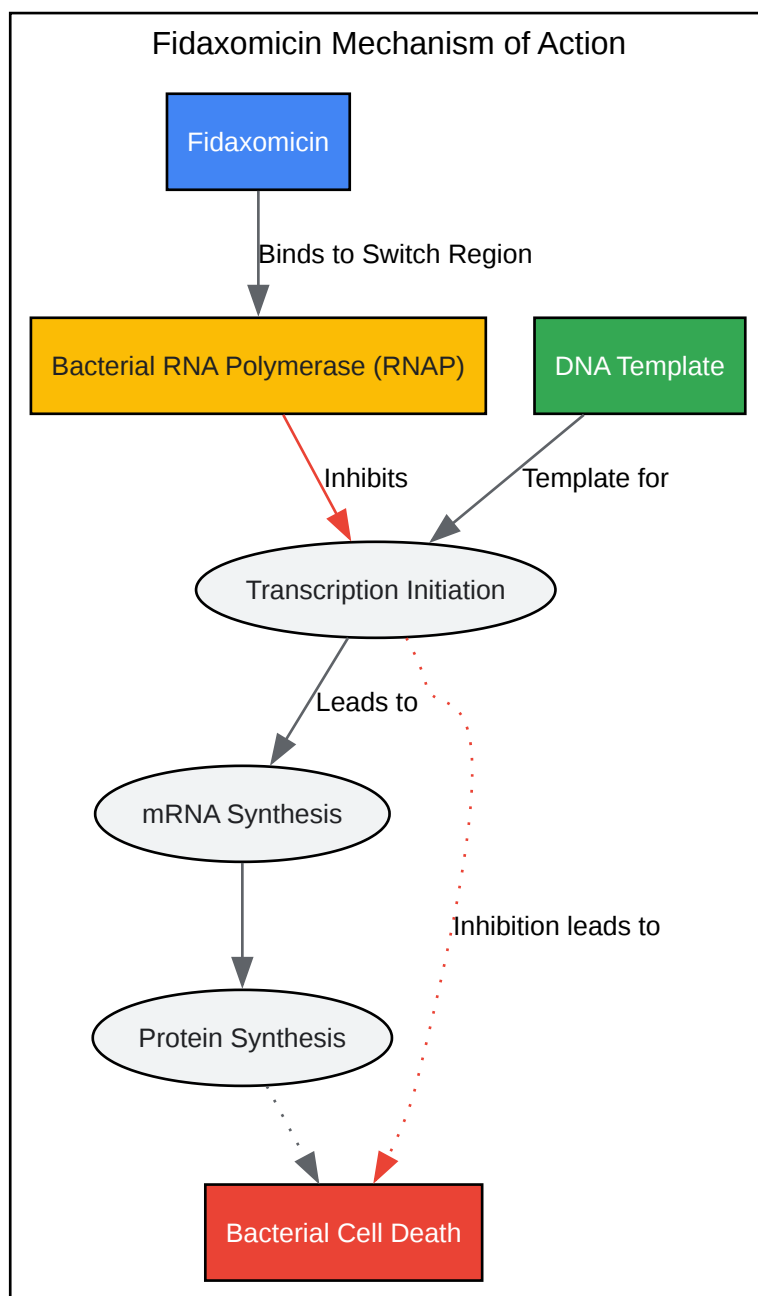 Fidaxomicin Mechanism of Action
Fidaxomicin
Binds to Switch Region
Bacterial RNA Polymerase (RNAP)
DNA Template
Inhibits
Template for
Transcription Initiation
Leads to
mRNA Synthesis
Inhibition leads to
Protein Synthesis
Bacterial Cell Death